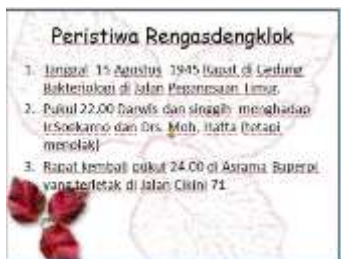 Peristiwa Rengasdengklok
1. Tanggal 15 Agustus 1945 Rapat di Gedung
Bakteriologi di Jalan Pegangsaan Timur.
2. Pukul 22.00 Darwis dan singgih menghadap
Ir.Soekarno dan Drs. Moh. Hatta (tetapi
menolak)
3. Rapat kembali pukul 24.00 di Asrama Baperpi
yang terletak di Jalan Cikini 71